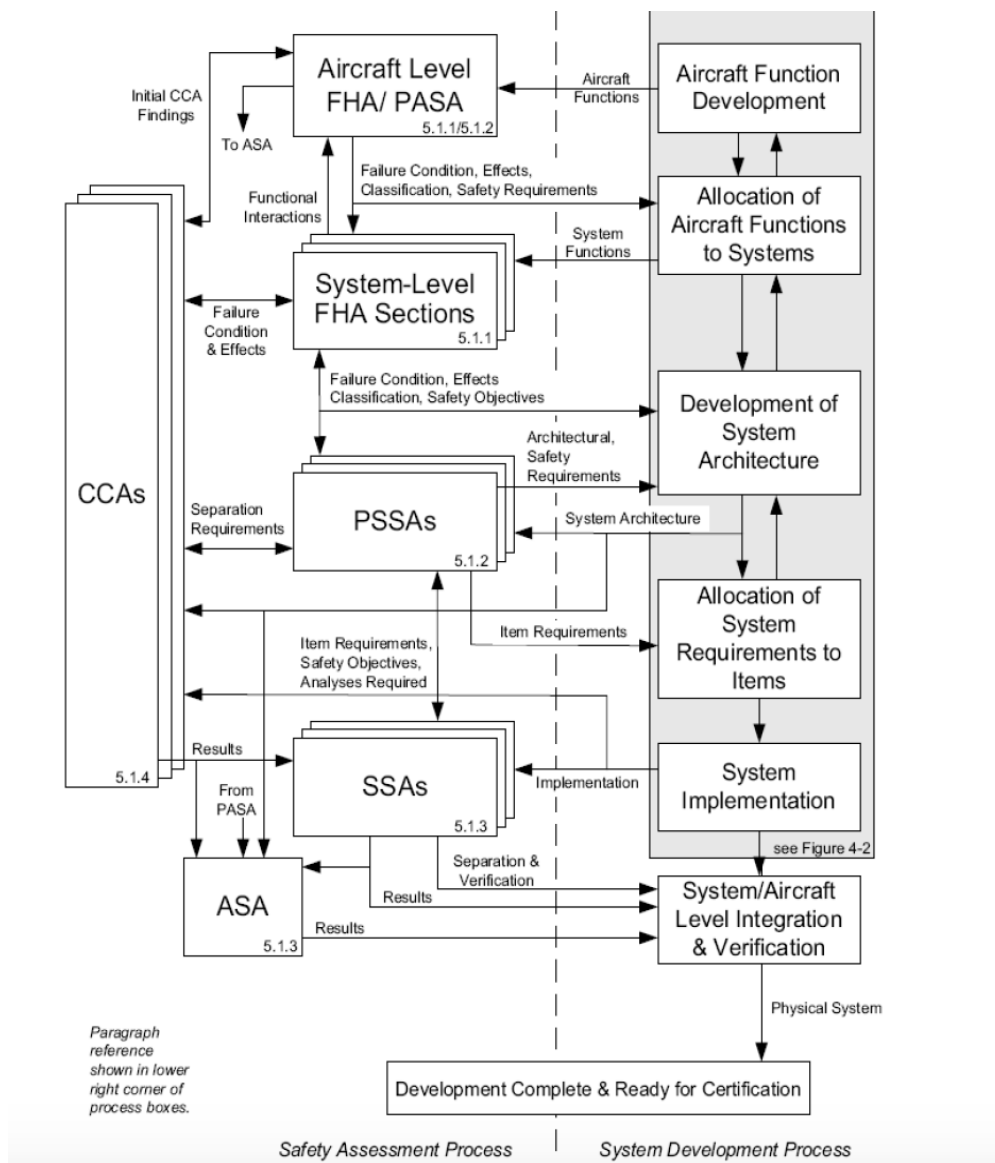 Aircraft Level
FHA/ PASA
5.1.1/5.1.2
Aircraft
Functions
Aircraft Function
Development
Initial CCA
Findings
To ASA
Failure Condition, Effects,
Classification, Safety Requirements
Functional
Interactions
Allocation of
Aircraft Functions
to Systems
System
Functions
System-Level
FHA Sections
5.1.1
Failure
Condition
& Effects
Failure Condition, Effects
Classification, Safety Objectives
Development of
System
Architecture
Architectural,
Safety
Requirements
CCAs
5.1.4
Separation
Requirements
PSSAs
5.1.2
System Architecture
Allocation of
System
Requirements to
Items
Item Requirements
Item Requirements,
Safety Objectives,
Analyses Required
Results
SSAs
5.1.3
Implementation
System
Implementation
see Figure 4-2
From
PASA
Separation &
Verification
Results
ASA
5.1.3
Results
System/Aircraft
Level Integration
& Verification
Physical System
Paragraph
reference
shown in lower
right corner of
process boxes.
Development Complete & Ready for Certification
Safety Assessment Process
System Development Process